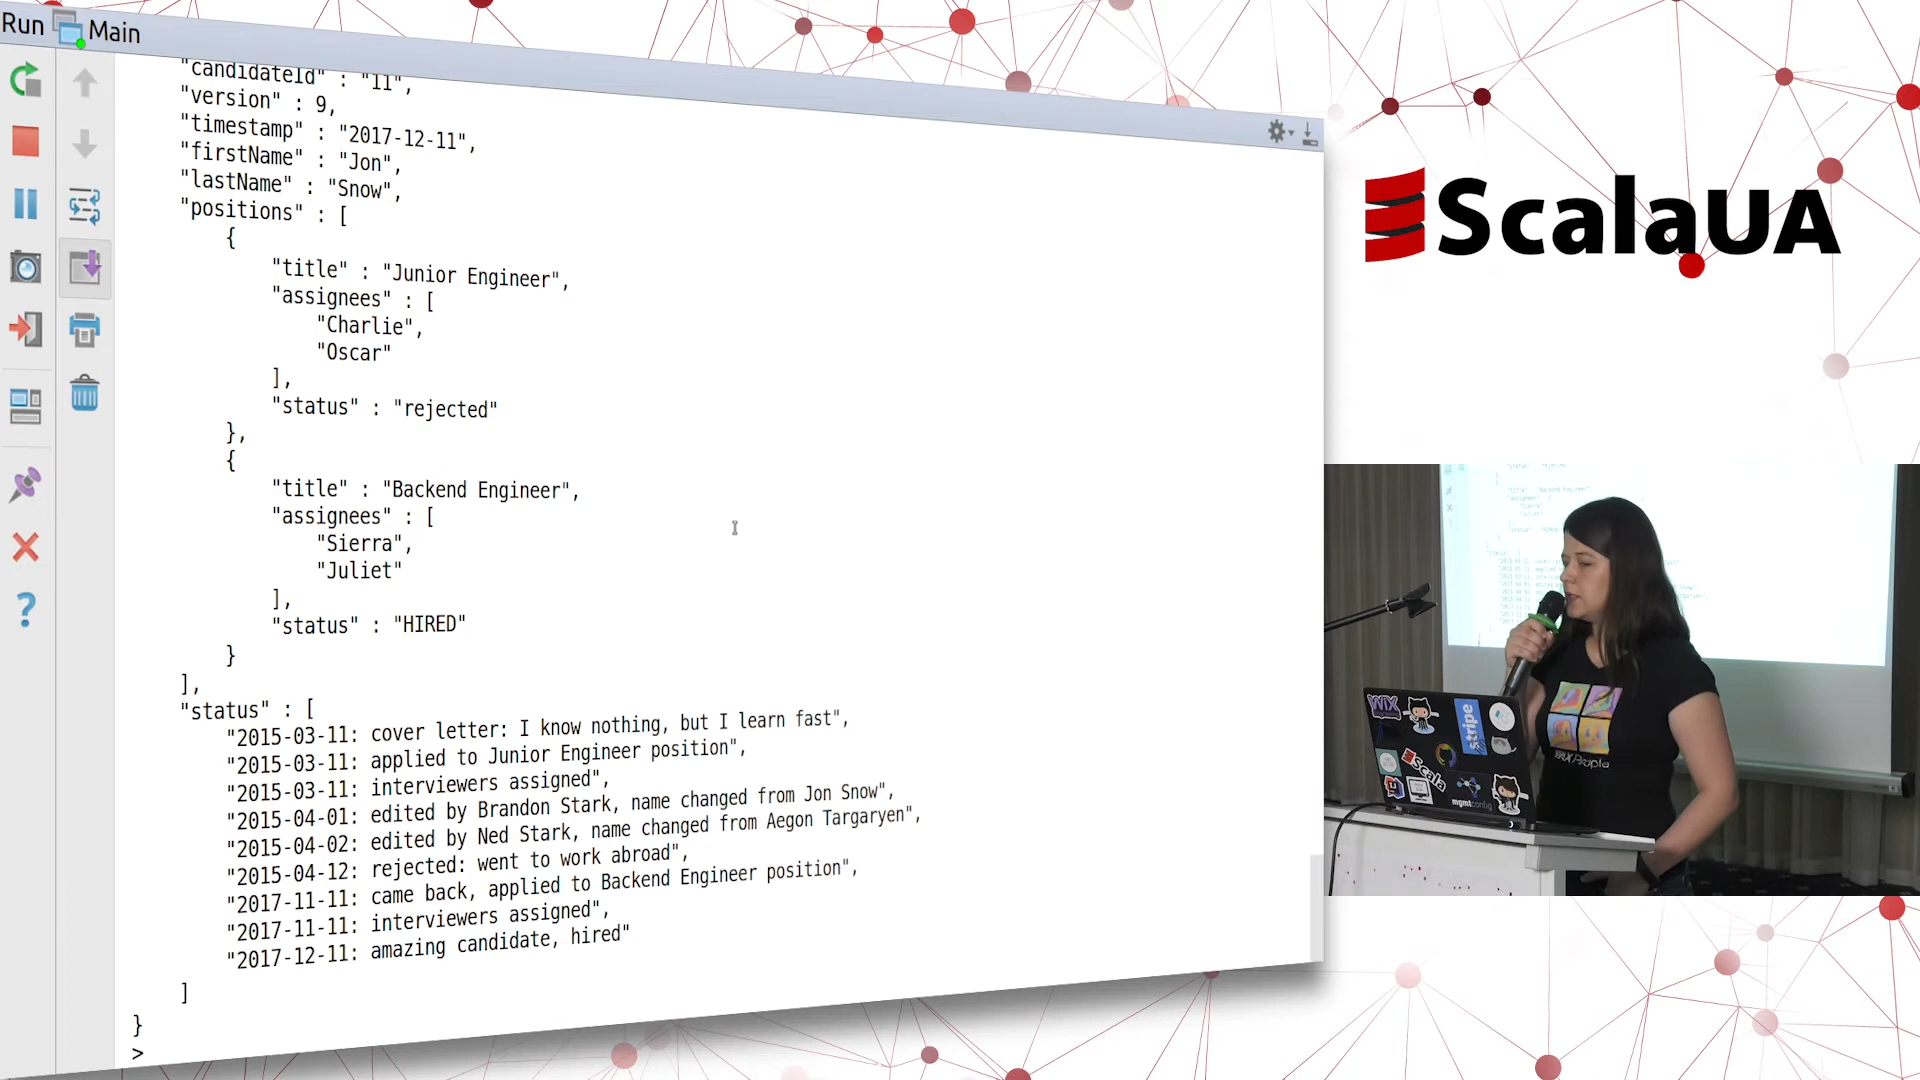 Run Main
"candidateId" : "11",
"version" : 9,
"timestamp" : "2017-12-11",
"firstName" : "Jon",
"lastName" : "Snow",
"positions" : [
{
"title" : "Junior Engineer",
"assignees" : [
"Charlie",
"Oscar"
],
"status" : "rejected"
},
{
"title" : "Backend Engineer",
"assignees" : [
"Sierra",
"Juliet"
],
"status" : "HIRED"
}
],
"status" : [
"2015-03-11: cover letter: I know nothing, but I learn fast",
"2015-03-11: applied to Junior Engineer position",
"2015-03-11: interviewers assigned",
"2015-04-01: edited by Brandon Stark, name changed from Jon Snow",
"2015-04-02: edited by Ned Stark, name changed from Aegon Targaryen",
"2015-04-12: rejected: went to work abroad",
"2017-11-11: came back, applied to Backend Engineer position",
"2017-11-11: interviewers assigned",
"2017-12-11: amazing candidate, hired"
]
}
>
ScalaUA
WIX
stripe
Scala
mgmtconfig